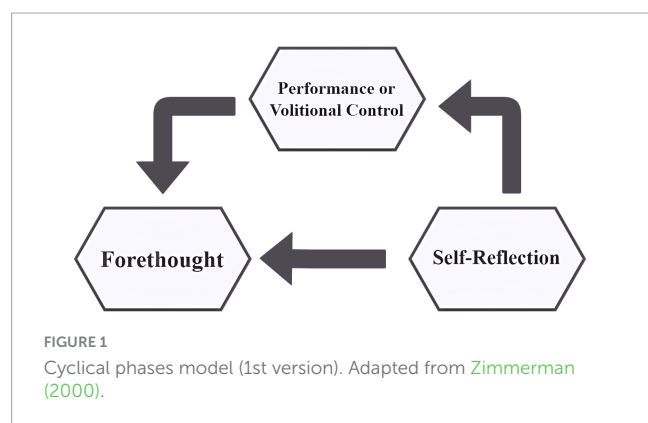 Performance or
Volitional Control
Forethought
Self-Reflection
FIGURE 1
Cyclical phases model (1st version). Adapted from Zimmerman
(2000).